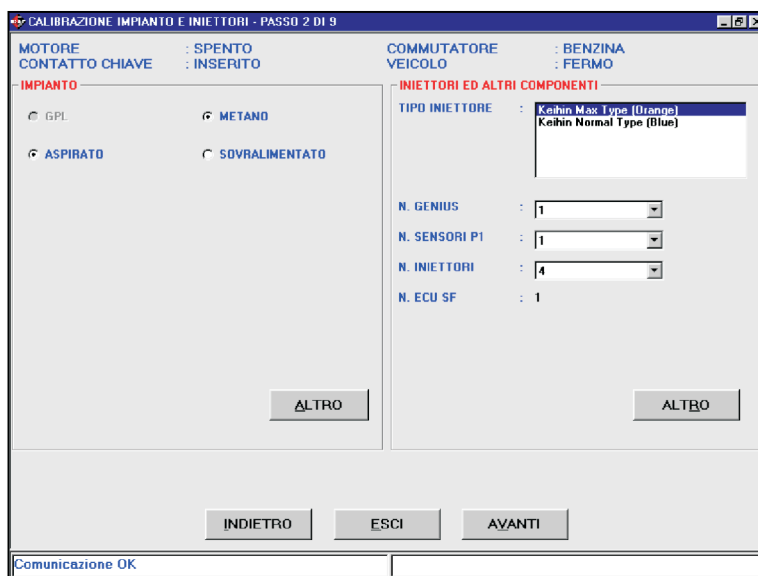 CALIBRAZIONE IMPIANTO E INIETTORI - PASSO 2 DI 9
MOTORE : SPENTO COMMUTATORE : BENZINA
CONTATTO CHIAVE : INSERITO VEICOLO : FERMO
IMPIANTO
GPL METANO
ASPIRATO SOVRALIMENTATO
ALTRO
INIETTORI ED ALTRI COMPONENTI
TIPO INIETTORE : Keihin Max Type (Orange)
Keihin Normal Type (Blue)
N. GENIUS : 1
N. SENSORI P1 : 1
N. INIETTORI : 4
N. ECU SF : 1
ALTRO
INDIETRO ESCI AVANTI
Comunicazione OK